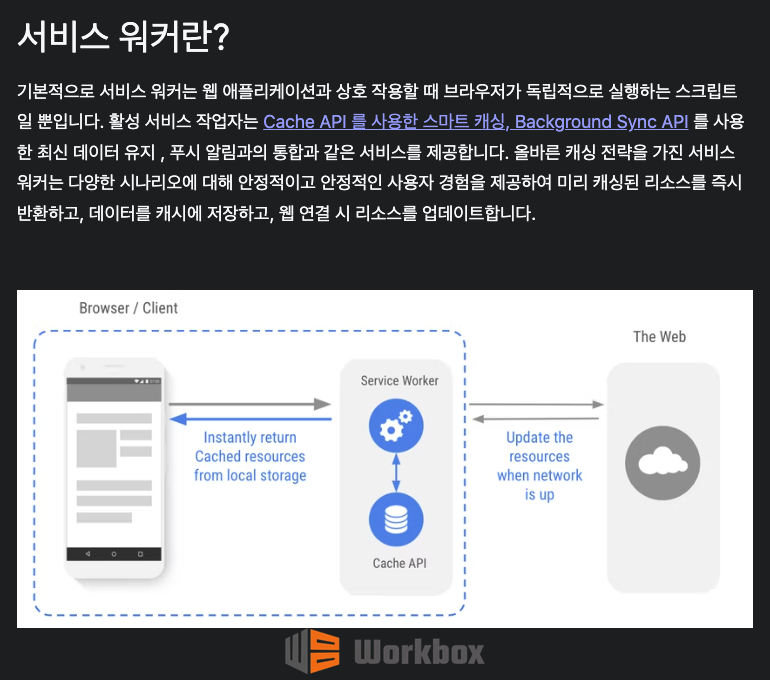 서비스 워커란?
기본적으로 서비스 워커는 웹 애플리케이션과 상호 작용할 때 브라우저가 독립적으로 실행하는 스크립트
일 뿐입니다. 활성 서비스 작업자는 Cache API 를 사용한 스마트 캐싱, Background Sync API 를 사용
한 최신 데이터 유지 , 푸시 알림과의 통합과 같은 서비스를 제공합니다. 올바른 캐싱 전략을 가진 서비스
워커는 다양한 시나리오에 대해 안정적이고 안정적인 사용자 경험을 제공하여 미리 캐싱된 리소스를 즉시
반환하고, 데이터를 캐시에 저장하고, 웹 연결 시 리소스를 업데이트합니다.
Browser / Client
The Web
Service Worker
Instantly return
Cached resources
from local storage
Update the
resources
when network
is up
Cache API
Workbox